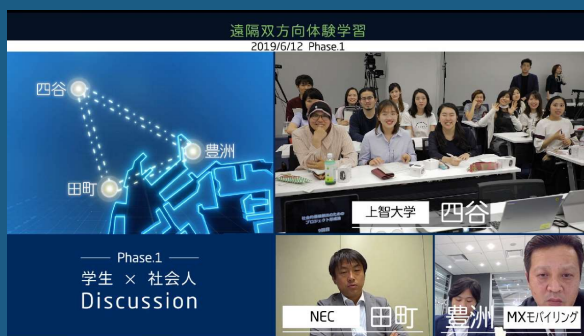 遠隔双方向体験学習
2019/6/12 Phase.1
四谷
豊洲
田町
上智大学 四谷
Phase.1
学生 × 社会人
Discussion
NEC 田町
豊洲 MXモバイリング